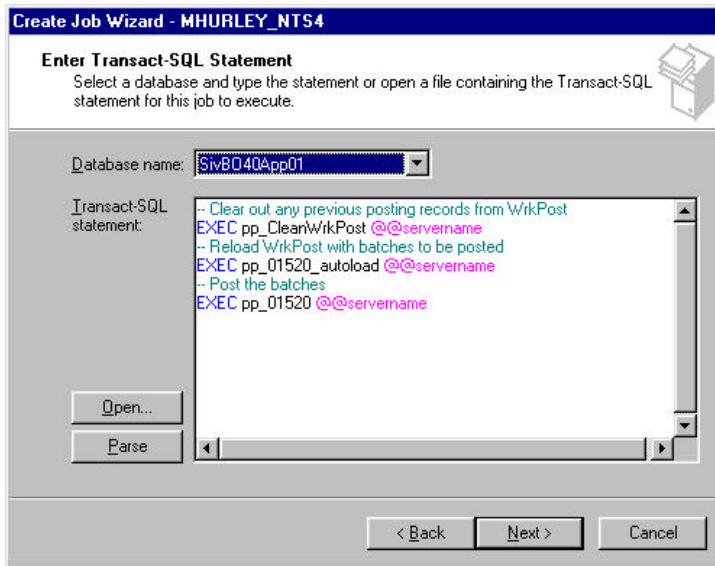 Create Job Wizard - MHURLEY_NTS4
Enter Transact-SQL Statement
Select a database and type the statement or open a file containing the Transact-SQL
statement for this job to execute.
Database name: SivBO40App01
Transact-SQL
statement:
-- Clear out any previous posting records from WrkPost
EXEC pp_CleanWrkPost @@servername
-- Reload WrkPost with batches to be posted
EXEC pp_01520_autoload @@servername
-- Post the batches
EXEC pp_01520 @@servername
Open...
Parse
< Back Next > Cancel